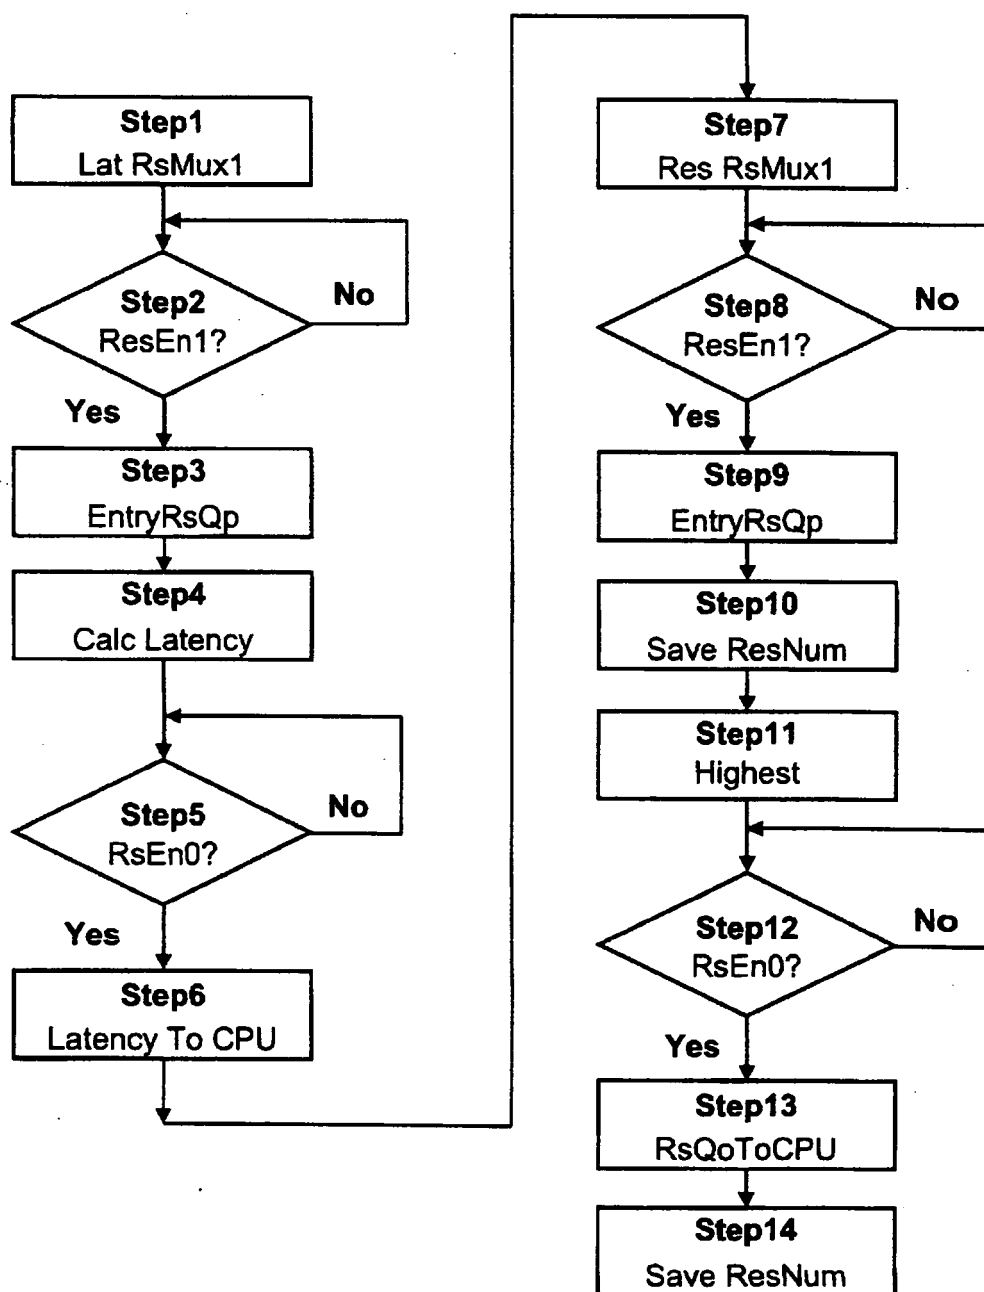 Step1
Lat RsMux1
Step2
ResEn1?
No
Yes
Step3
EntryRsQp
Step4
Calc Latency
Step5
RsEn0?
No
Yes
Step6
Latency To CPU
Step7
Res RsMux1
Step8
ResEn1?
No
Yes
Step9
EntryRsQp
Step10
Save ResNum
Step11
Highest
Step12
RsEn0?
No
Yes
Step13
RsQoToCPU
Step14
Save ResNum